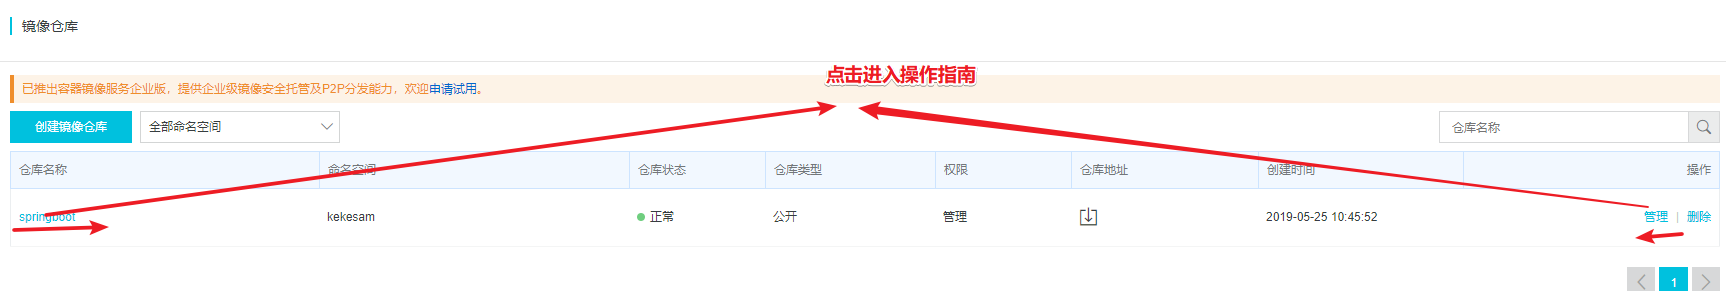 镜像仓库
点击进入操作指南
已推出容器镜像服务企业版，提供企业级镜像安全托管及P2P分发能力，欢迎申请试用。
创建镜像仓库 全部命名空间 仓库名称
仓库名称 命名空间 仓库状态 仓库类型 权限 仓库地址 创建时间 操作
springboot kekesam 正常 公开 管理 2019-05-25 10:45:52 管理 | 删除
1